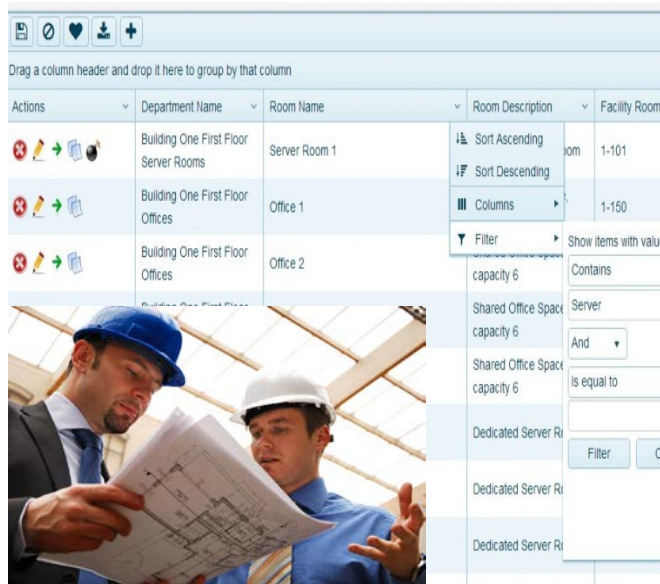 Drag a column header and drop it here to group by that column
Actions
Department Name
Room Name
Room Description
Facility Room
Building One First Floor
Server Rooms
Server Room 1
1-101
Building One First Floor
Offices
Office 1
1-150
Building One First Floor
Offices
Office 2
capacity 6
Shared Office Space
capacity 6
Shared Office Space
capacity 6
Dedicated Server
Dedicated Server
Dedicated Server
Sort Ascending
Sort Descending
Columns
Filter
Show items with
Contains
Server
And
Is equal to
Filter